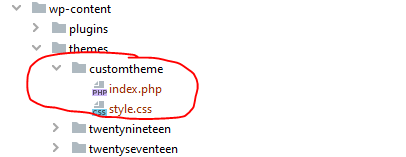 wp-content
plugins
themes
customtheme
PHP index.php
CSS style.css
twentynineteen
twentyseventeen